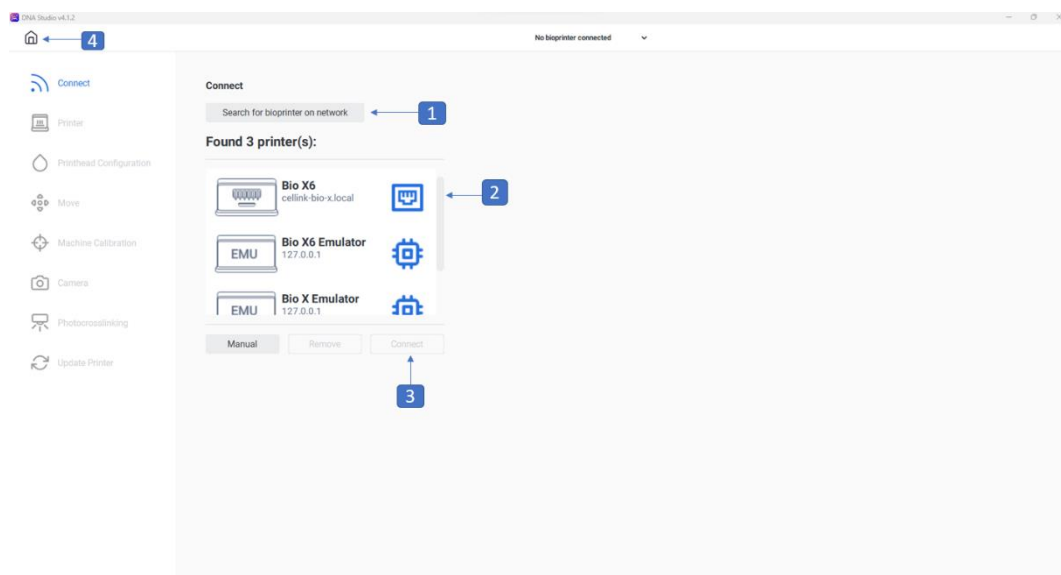 DNA Studio v4.1.2
4
No bioprinter connected
Connect
Printer
Printhead Configuration
Move
Machine Calibration
Camera
Photocrosslinking
Update Printer
Connect
Search for bioprinter on network
1
Found 3 printer(s):
Bio X6
cellink-bio-x.local
2
Bio X6 Emulator
127.0.0.1
EMU
Bio X Emulator
127.0.0.1
EMU
Manual Remove Connect
3